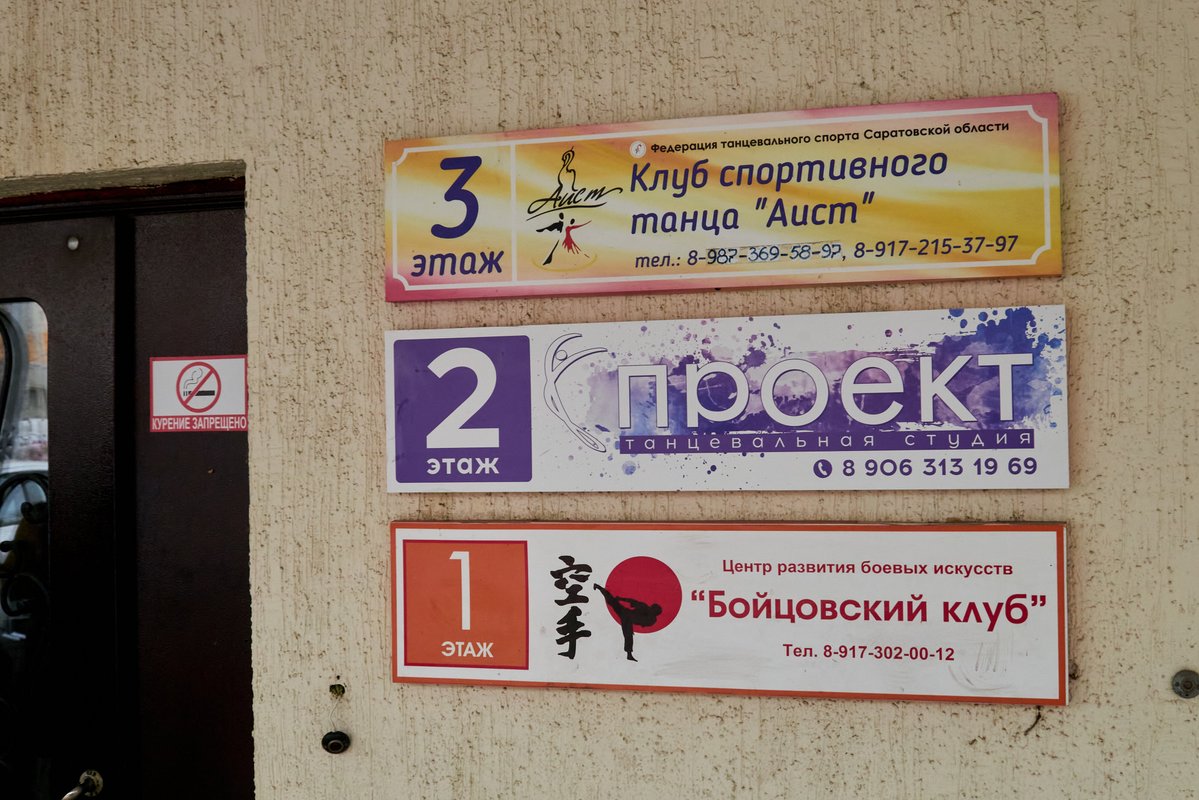 3
этаж
Аист
Федерация танцевального спорта Саратовской области
Клуб спортивного
танца "Аист"
тел.: 8-987-369-58-97, 8-917-215-37-97
2
этаж
проект
танцевальная студия
8 906 313 19 69
1
ЭТАЖ
空
手
Центр развития боевых искусств
“Бойцовский клуб”
Тел. 8-917-302-00-12
КУРЕНИЕ ЗАПРЕЩЕНО